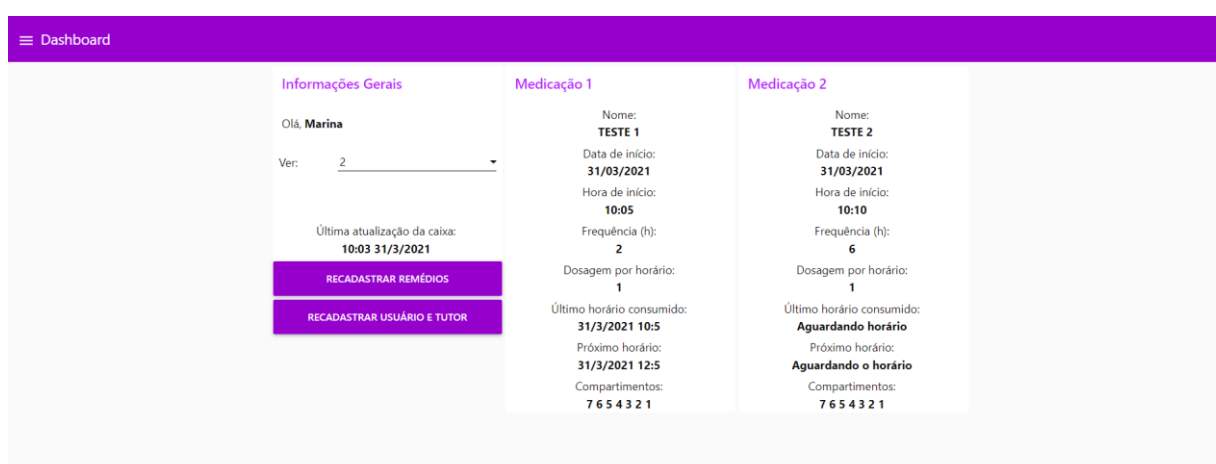 Dashboard
Informações Gerais
Olá, Marina
Ver: 2
Última atualização da caixa:
10:03 31/3/2021
RECADASTRAR REMÉDIOS
RECADASTRAR USUÁRIO E TUTOR
Medicação 1
Nome:
TESTE 1
Data de início:
31/03/2021
Hora de início:
10:05
Frequência (h):
2
Dosagem por horário:
1
Último horário consumido:
31/3/2021 10:5
Próximo horário:
31/3/2021 12:5
Compartimentos:
7 6 5 4 3 2 1
Medicação 2
Nome:
TESTE 2
Data de início:
31/03/2021
Hora de início:
10:10
Frequência (h):
6
Dosagem por horário:
1
Último horário consumido:
Aguardando horário
Próximo horário:
Aguardando o horário
Compartimentos:
7 6 5 4 3 2 1